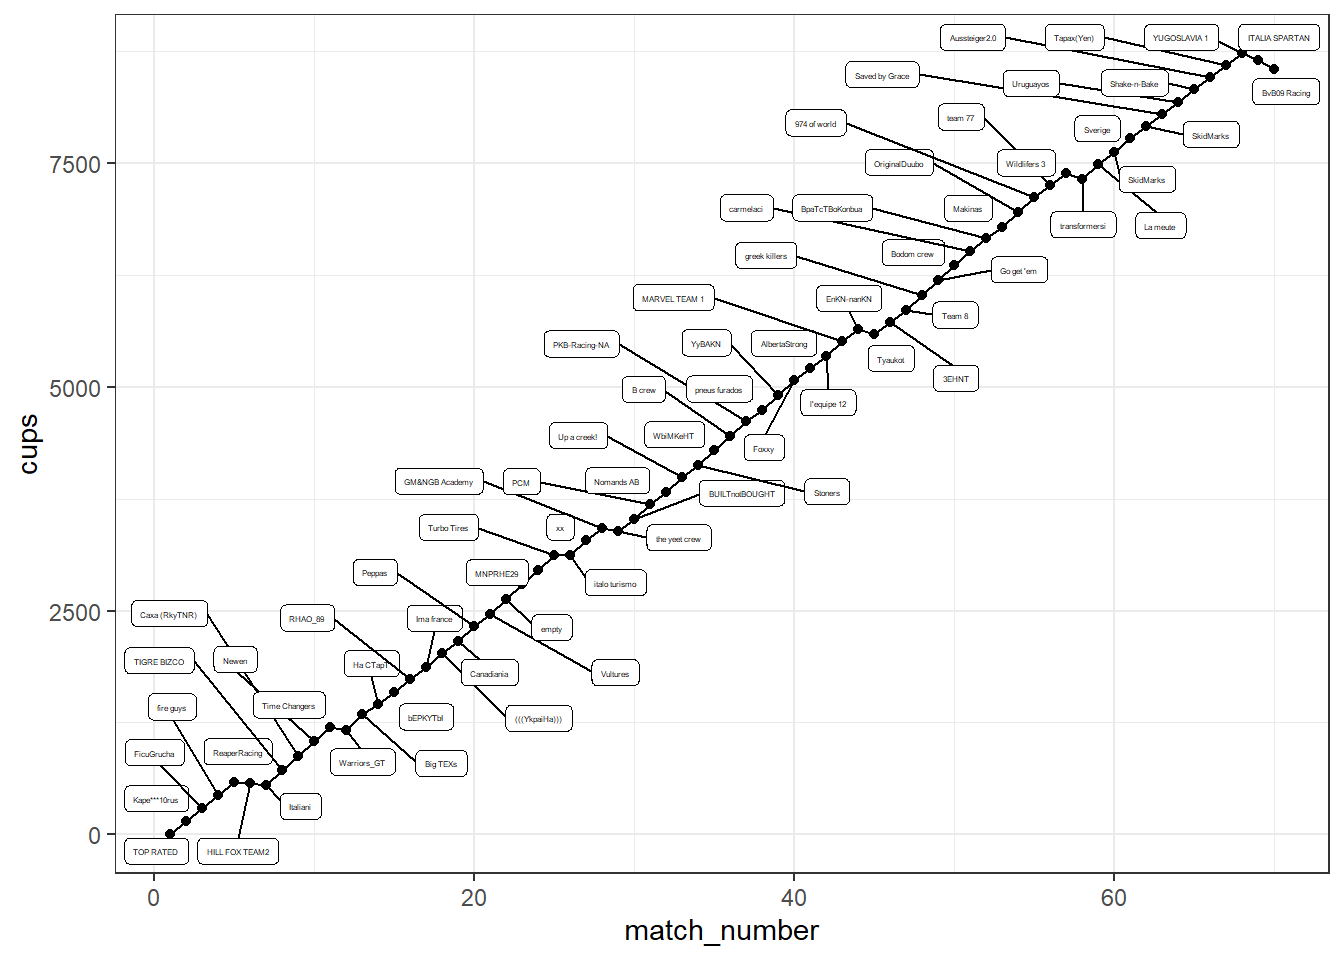 Aussteiger2.0
Tapax(Yen)
YUGOSLAVIA 1
ITALIA SPARTAN
Saved by Grace
Uruguayos
Shake-n-Bake
BvB09 Racing
974 of world
team 77
Sverige
SkidMarks
OriginalDuubo
Wildlifers 3
SkidMarks
7500
carmelaci
BpaTcTBoKonbua
Makinas
transformersi
La meute
greek killers
Bodom crew
Go get 'em
MARVEL TEAM 1
EnKN-nanKN
Team 8
PKB-Racing-NA
YyBAKN
AlbertaStrong
Tyaukot
3EHNT
5000
B crew
pneus furados
l'equipe 12
cups
Up a creek!
WbiMKeHT
Foxxy
GM&NGB Academy
PCM
Nomands AB
BUILTnotBOUGHT
Stoners
Turbo Tires
xx
the yeet crew
Peppas
MNPRHE29
italo turismo
2500
Caxa (RkyTNR)
RHAO_89
Ima france
empty
TIGRE BIZCO
Newen
Ha CTapT
Canadiania
Vultures
fire guys
Time Changers
bEPKYTbI
(((YkpaiHa)))
FicuGrucha
ReaperRacing
Warriors_GT
Big TEXs
Kape***10rus
Italiani
0
TOP RATED
HILL FOX TEAM2
0
20
40
60
match_number